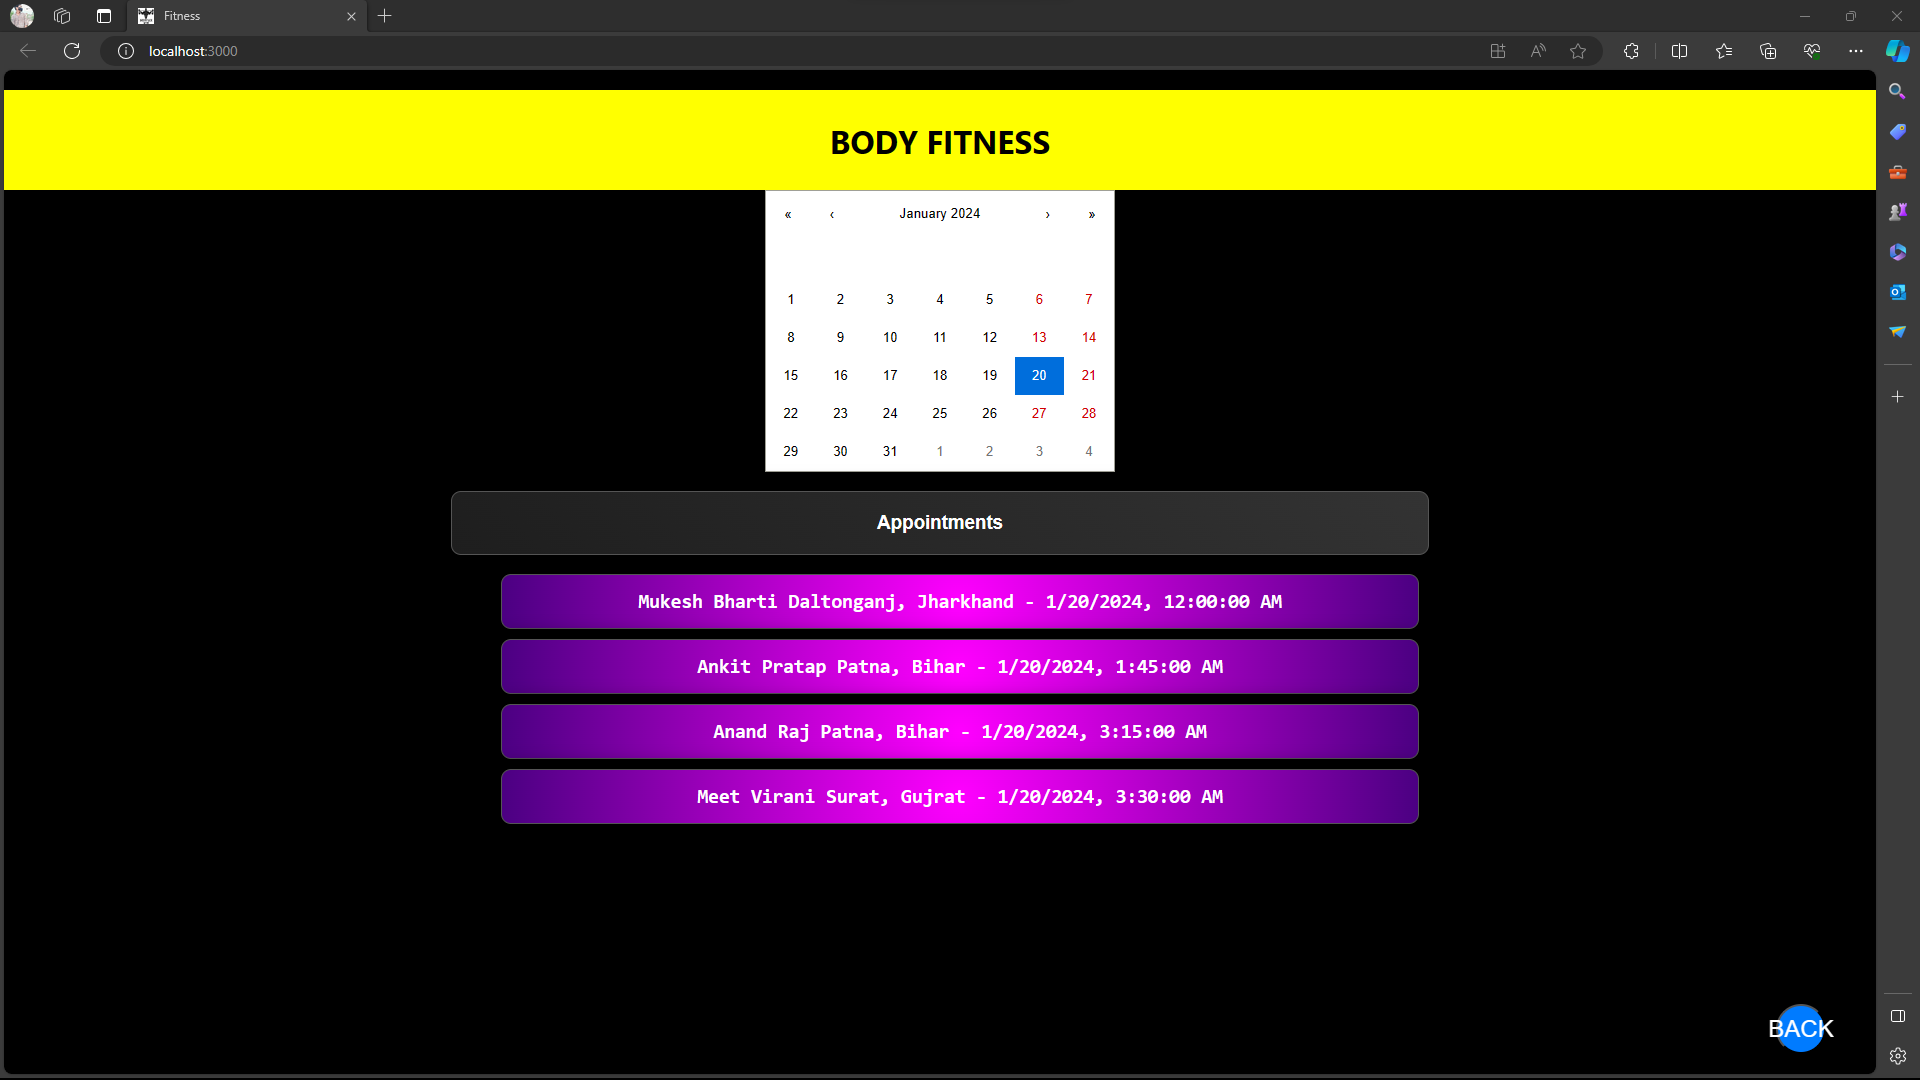 Fitness
localhost:3000
BODY FITNESS
« ‹ January 2024 › »
1 2 3 4 5 6 7
8 9 10 11 12 13 14
15 16 17 18 19 20 21
22 23 24 25 26 27 28
29 30 31 1 2 3 4
Appointments
Mukesh Bharti Daltonganj, Jharkhand - 1/20/2024, 12:00:00 AM
Ankit Pratap Patna, Bihar - 1/20/2024, 1:45:00 AM
Anand Raj Patna, Bihar - 1/20/2024, 3:15:00 AM
Meet Virani Surat, Gujrat - 1/20/2024, 3:30:00 AM
BACK